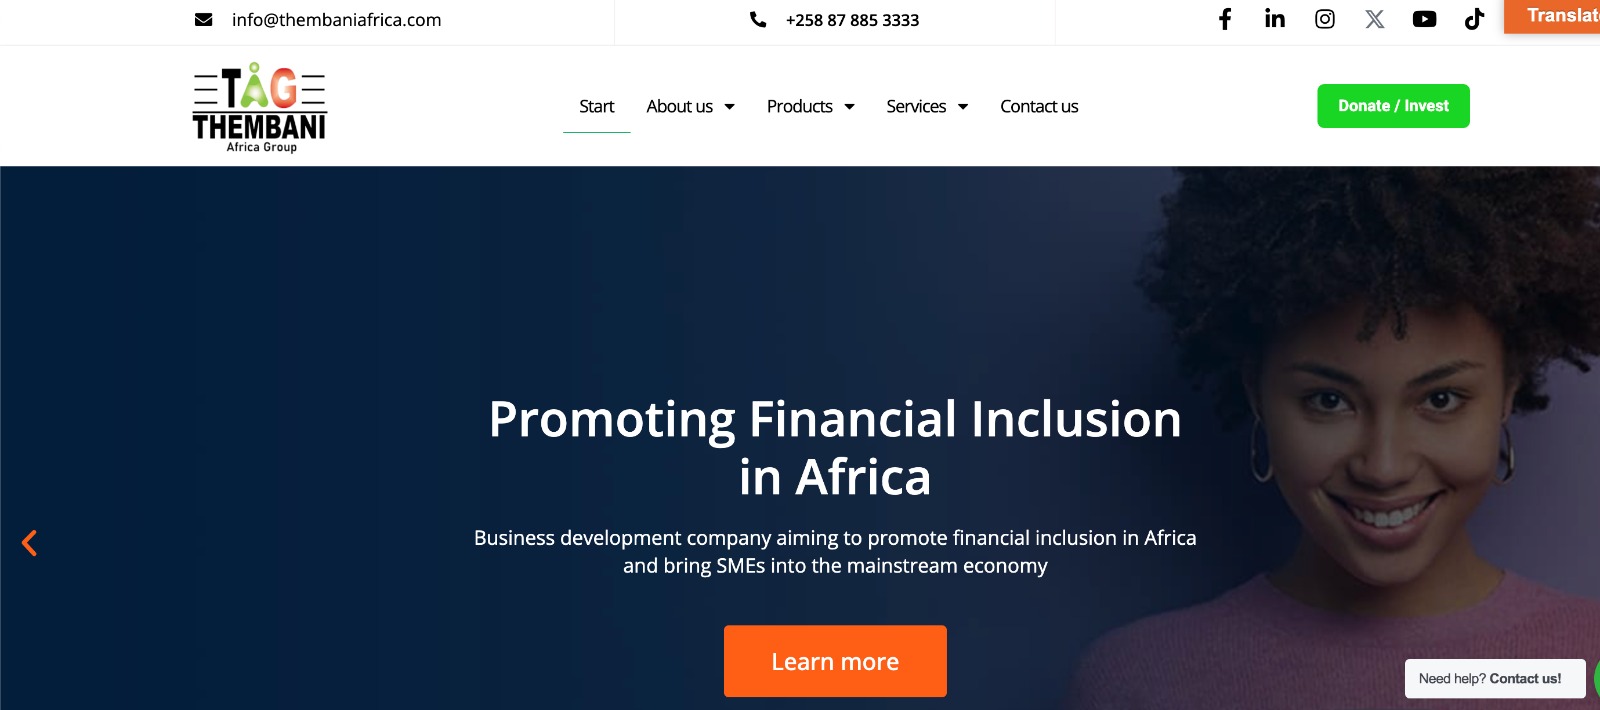 info@thembaniafrica.com
+258 87 885 3333
Translat
TAG
THEMBANI
Africa Group
Start
About us
Products
Services
Contact us
Donate / Invest
Promoting Financial Inclusion
in Africa
Business development company aiming to promote financial inclusion in Africa
and bring SMEs into the mainstream economy
Learn more
Need help? Contact us!